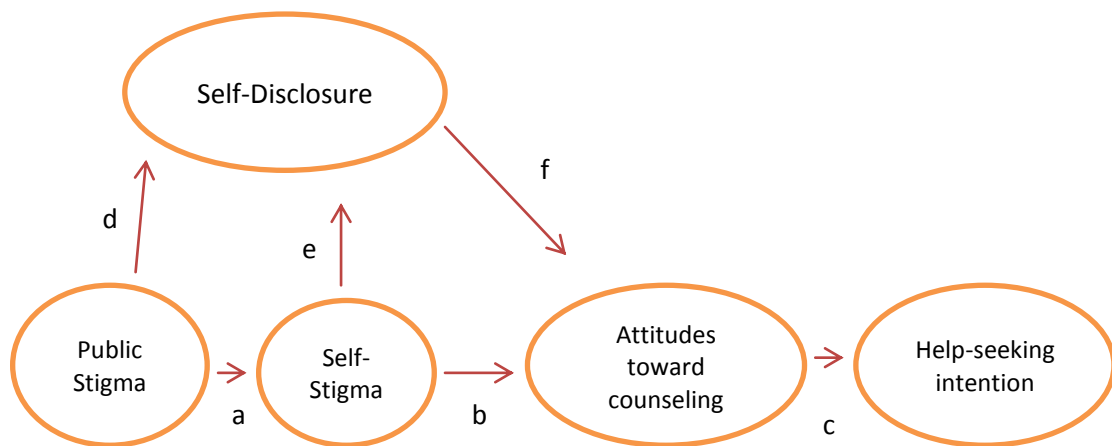 Self-Disclosure
f
d
e
Public
Stigma
a
Self-
Stigma
b
Attitudes
toward
counseling
c
Help-seeking
intention